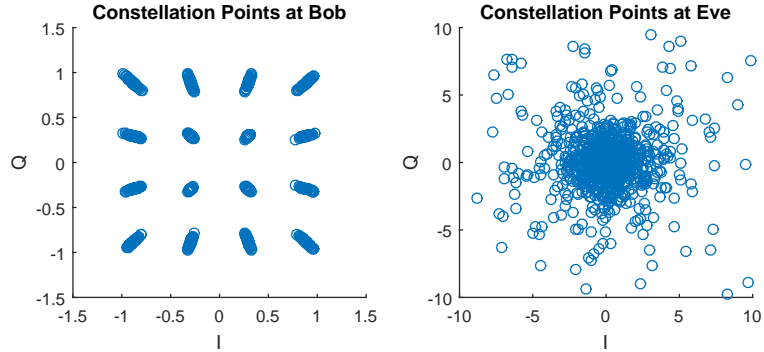 Constellation Points at Bob
1.5
1
0.5
0
-0.5
-1
-1.5
Q
-1.5 -1 -0.5 0 0.5 1 1.5
I
Constellation Points at Eve
10
5
0
-5
-10
Q
-10 -5 0 5 10
I